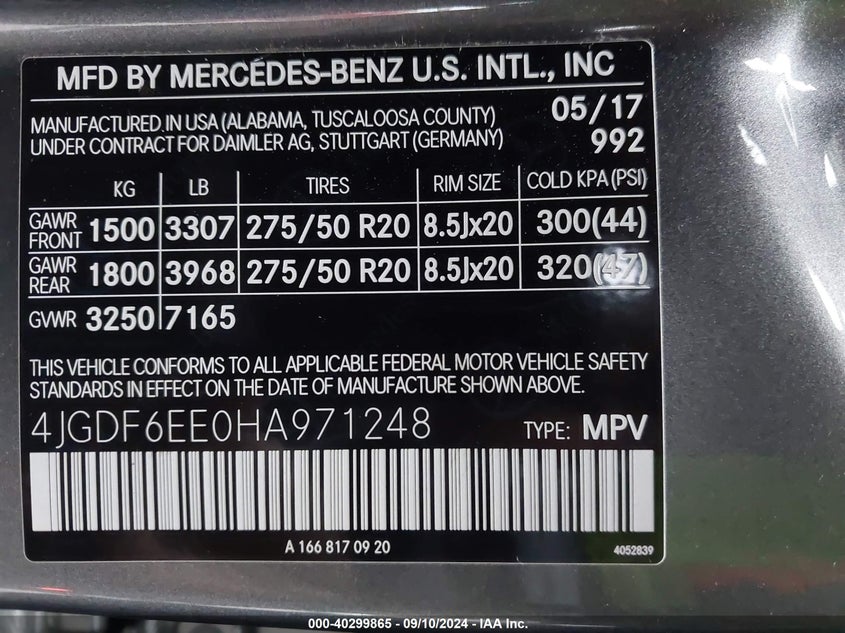 MFD BY MERCEDES-BENZ U.S. INTL., INC
MANUFACTURED IN USA (ALABAMA, TUSCALOOSA COUNTY) 05/17
UNDER CONTRACT FOR DAIMLER AG, STUTTGART (GERMANY) 992
KG LB TIRES RIM SIZE COLD KPA (PSI)
GAWR FRONT 1500 3307 275/50 R20 8.5Jx20 300(44)
GAWR REAR 1800 3968 275/50 R20 8.5Jx20 320(47)
GVWR 3250 7165
THIS VEHICLE CONFORMS TO ALL APPLICABLE FEDERAL MOTOR VEHICLE SAFETY
STANDARDS IN EFFECT ON THE DATE OF MANUFACTURE SHOWN ABOVE.
4JGDF6EE0HA971248 TYPE: MPV
A 166 817 09 20 4052839
000-40299865 - 09/10/2024 - IAA Inc.